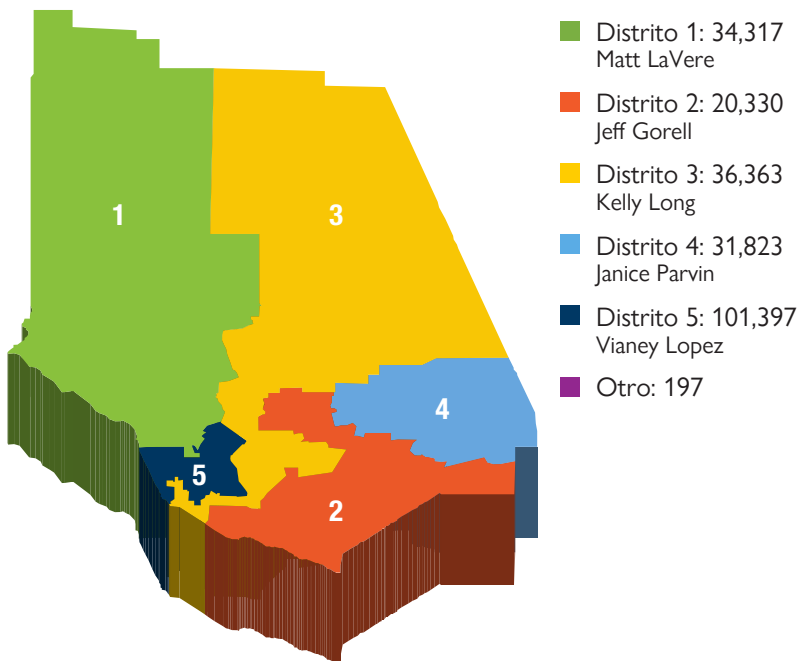 1
3
4
5
2
Distrito 1: 34,317
Matt LaVere
Distrito 2: 20,330
Jeff Gorell
Distrito 3: 36,363
Kelly Long
Distrito 4: 31,823
Janice Parvin
Distrito 5: 101,397
Vianey Lopez
Otro: 197